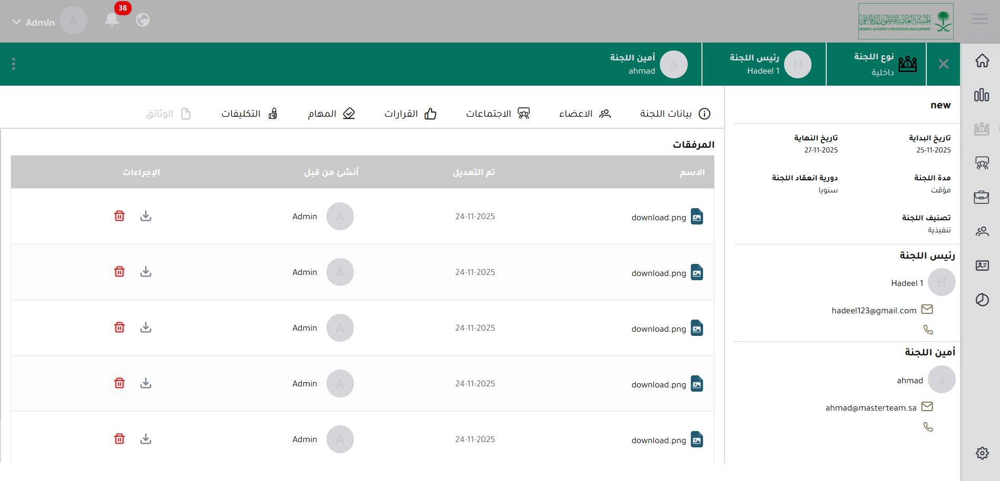 الهيئة العامة للتطوير الدفاعي
GENERAL AUTHORITY FOR DEFENSE DEVELOPMENT
38
A
Admin
نوع اللجنة
داخلية
H
رئيس اللجنة
Hadeel 1
a
أمين اللجنة
ahmad
new
تاريخ البداية
25-11-2025
تاريخ النهاية
27-11-2025
مدة اللجنة
مؤقت
دورية انعقاد اللجنة
سنويا
تصنيف اللجنة
تنفيذية
رئيس اللجنة
H
Hadeel 1
hadeel123@gmail.com
أمين اللجنة
a
ahmad
ahmad@masterteam.sa
بيانات اللجنة
الاعضاء
الاجتماعات
القرارات
المهام
التكليفات
الوثائق
المرفقات
الاسم تم التعديل أنشئ من قبل الإجراءات
download.png 24-11-2025 A Admin
download.png 24-11-2025 A Admin
download.png 24-11-2025 A Admin
download.png 24-11-2025 A Admin
download.png 24-11-2025 A Admin